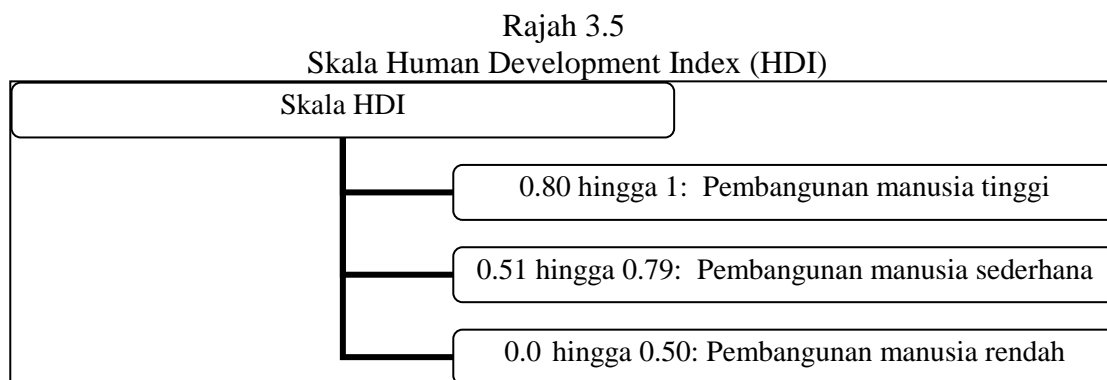 Rajah 3.5
Skala Human Development Index (HDI)
Skala HDI
0.80 hingga 1: Pembangunan manusia tinggi
0.51 hingga 0.79: Pembangunan manusia sederhana
0.0 hingga 0.50: Pembangunan manusia rendah